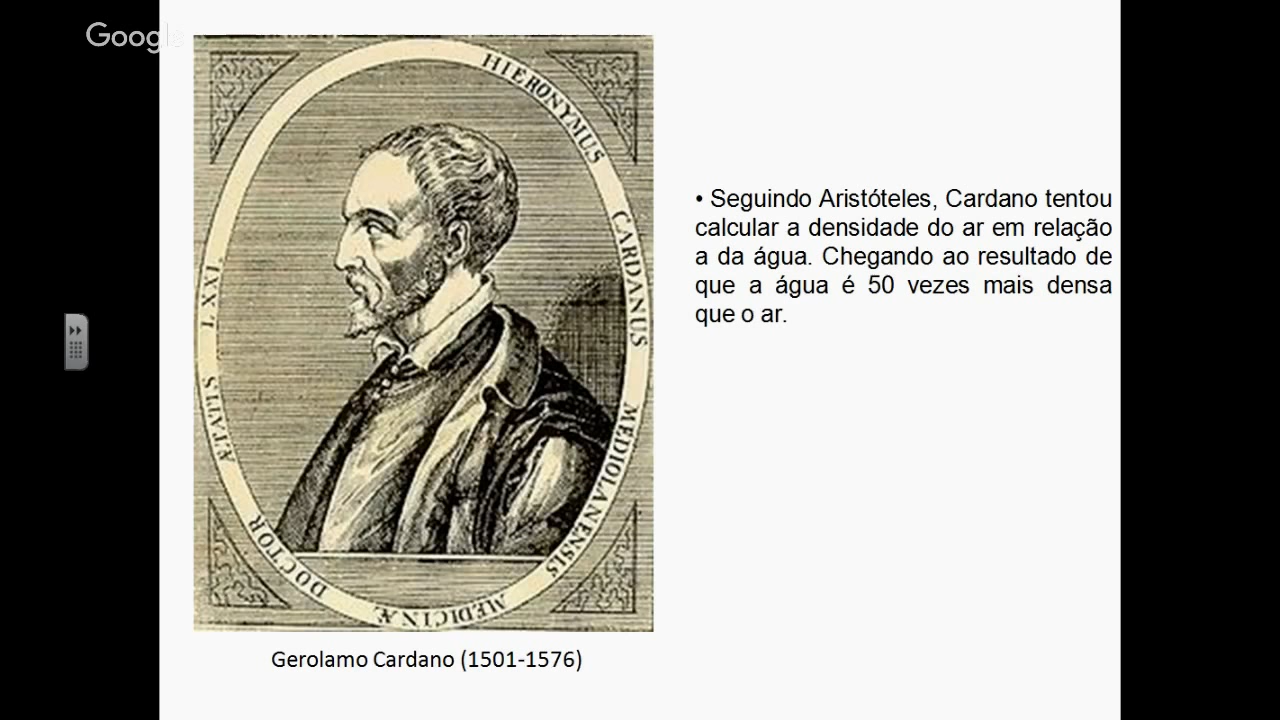 Google
HIERONYMUS CARDANUS MEDIOLANENSIS MEDICINÆ DOCTOR ÆTATIS LXXI.
• Seguindo Aristóteles, Cardano tentou
calcular a densidade do ar em relação
a da água. Chegando ao resultado de
que a água é 50 vezes mais densa
que o ar.
Gerolamo Cardano (1501-1576)